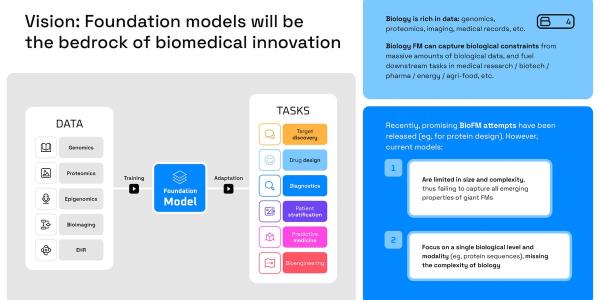 Vision: Foundation models will be
the bedrock of biomedical innovation
DATA
Genomics
Proteomics
Epigenomics
Bioimaging
EHR
Training
Foundation
Model
Adaptation
TASKS
Target
discovery
Drug design
Diagnostics
Patient
stratification
Predictive
medicine
Bioengineering
Biology is rich in data: genomics,
proteomics, imaging, medical records, etc.
4
Biology FM can capture biological constraints from
massive amounts of biological data, and fuel
downstream tasks in medical research / biotech /
pharma / energy / agri-food, etc.
Recently, promising BioFM attempts have been
released (eg, for protein design). However,
current models:
1
Are limited in size and complexity,
thus failing to capture all emerging
properties of giant FMs
2
Focus on a single biological level and
modality (eg, protein sequences), missing
the complexity of biology